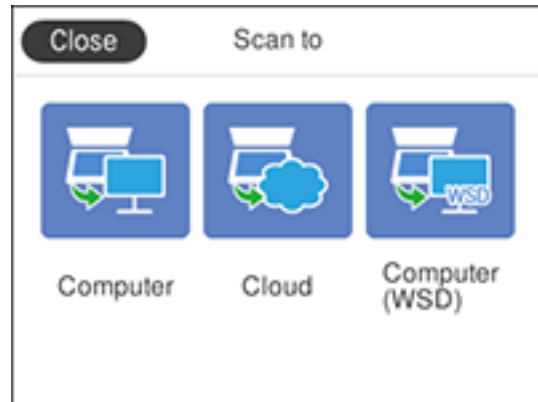 Close
Scan to
WSD
Computer
Cloud
Computer
(WSD)